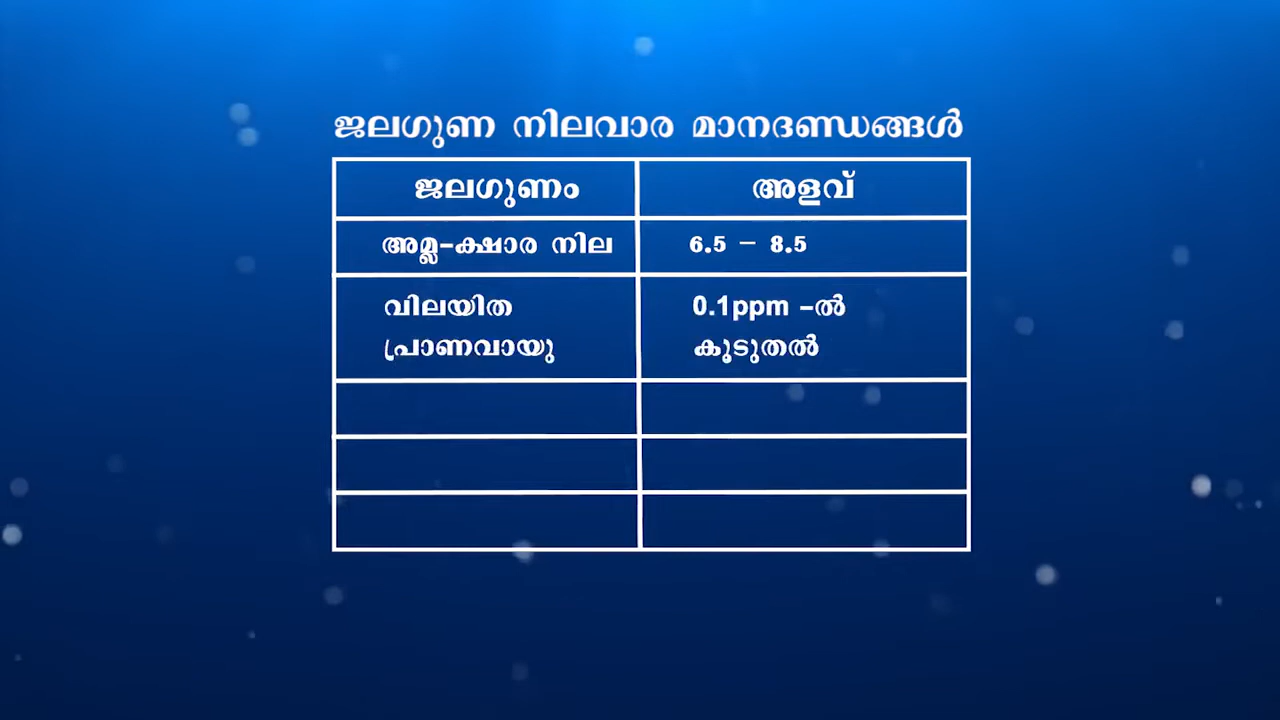 ജലഗുണ നിലവാര മാനദണ്ഡങ്ങൾ
ജലഗുണം അളവ്
അമ്ല-ക്ഷാര നില 6.5 – 8.5
വിലയിത 0.1ppm -ൽ
പ്രാണവായു കൂടുതൽ